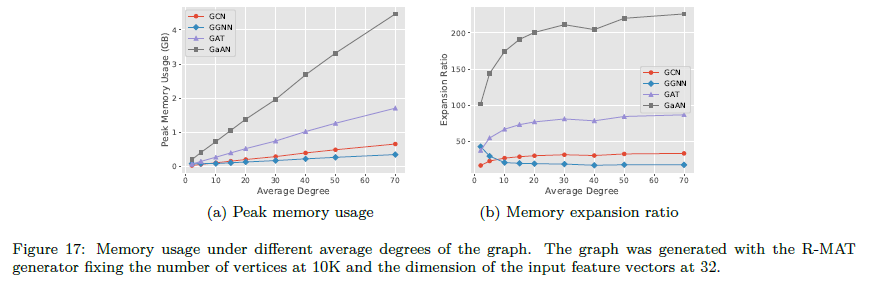 GCN
GGNN
GAT
GaAN
Peak Memory Usage (GB)
4
3
2
1
0
0 10 20 30 40 50 60 70
Average Degree
(a) Peak memory usage
Expansion Ratio
200
150
100
50
GCN
GGNN
GAT
GaAN
0 10 20 30 40 50 60 70
Average Degree
(b) Memory expansion ratio
Figure 17: Memory usage under different average degrees of the graph. The graph was generated with the R-MAT
generator fixing the number of vertices at 10K and the dimension of the input feature vectors at 32.